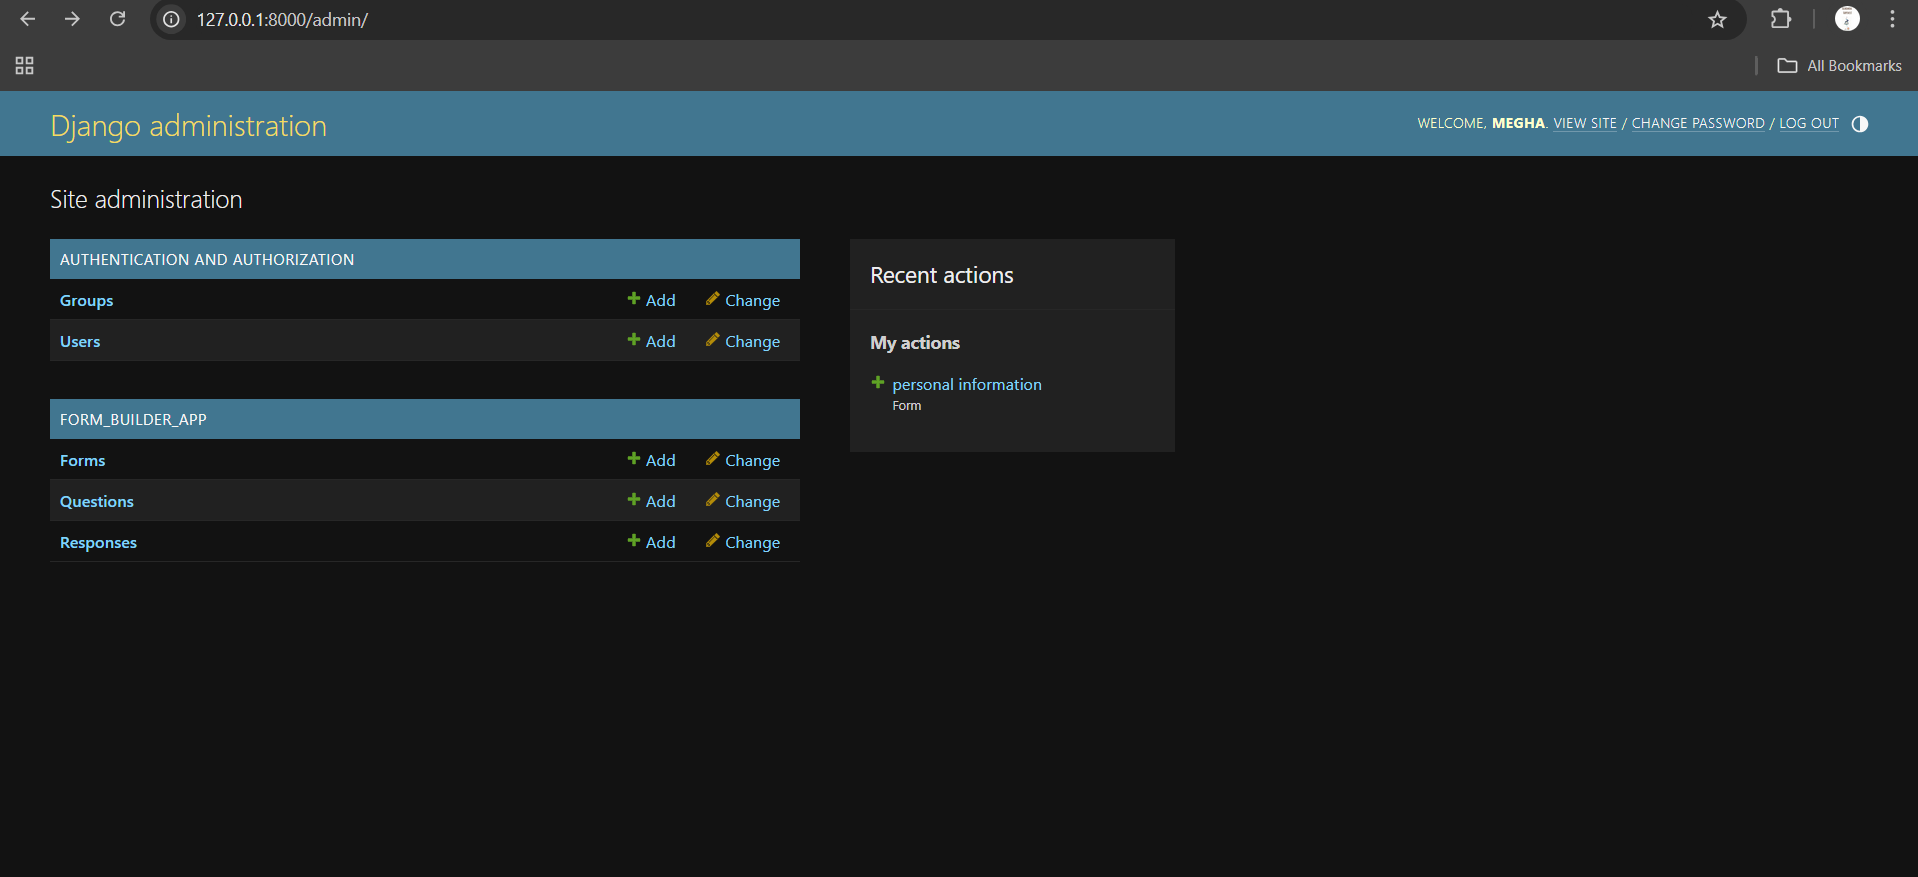 127.0.0.1:8000/admin/
All Bookmarks
Django administration
WELCOME, MEGHA. VIEW SITE / CHANGE PASSWORD / LOG OUT
Site administration
AUTHENTICATION AND AUTHORIZATION
Groups Add Change
Users Add Change
FORM_BUILDER_APP
Forms Add Change
Questions Add Change
Responses Add Change
Recent actions
My actions
personal information
Form